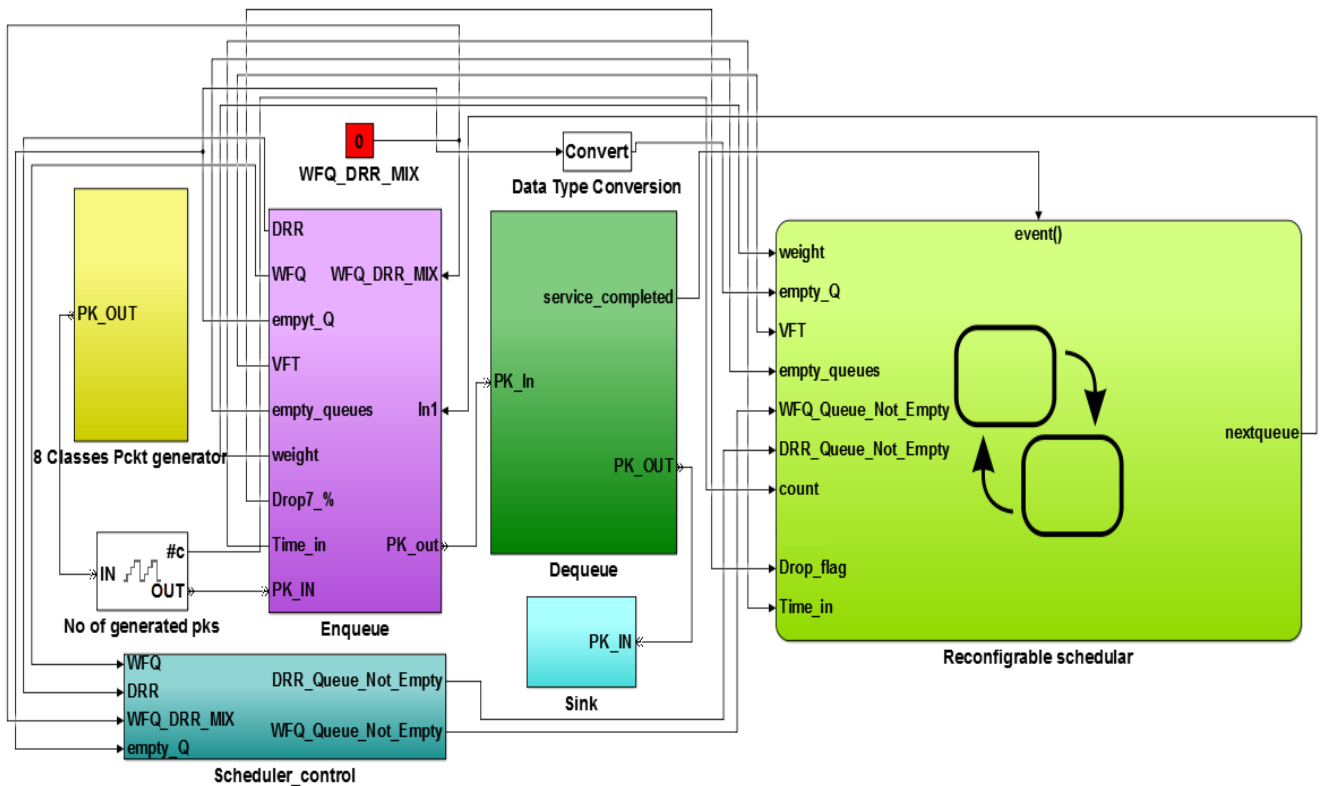 0
WFQ_DRR_MIX
Convert
Data Type Conversion
PK_OUT
8 Classes Pckt generator
#c
IN
OUT
No of generated pks
DRR
WFQ
WFQ_DRR_MIX
empyt_Q
VFT
empty_queues
In1
weight
Drop7_%
Time_in
PK_out
PK_IN
Enqueue
service_completed
PK_In
PK_OUT
Dequeue
PK_IN
Sink
event()
weight
empty_Q
VFT
empty_queues
WFQ_Queue_Not_Empty
DRR_Queue_Not_Empty
nextqueue
count
Drop_flag
Time_in
Reconfigrable schedular
WFQ
DRR
WFQ_DRR_MIX
empty_Q
DRR_Queue_Not_Empty
WFQ_Queue_Not_Empty
Scheduler_control